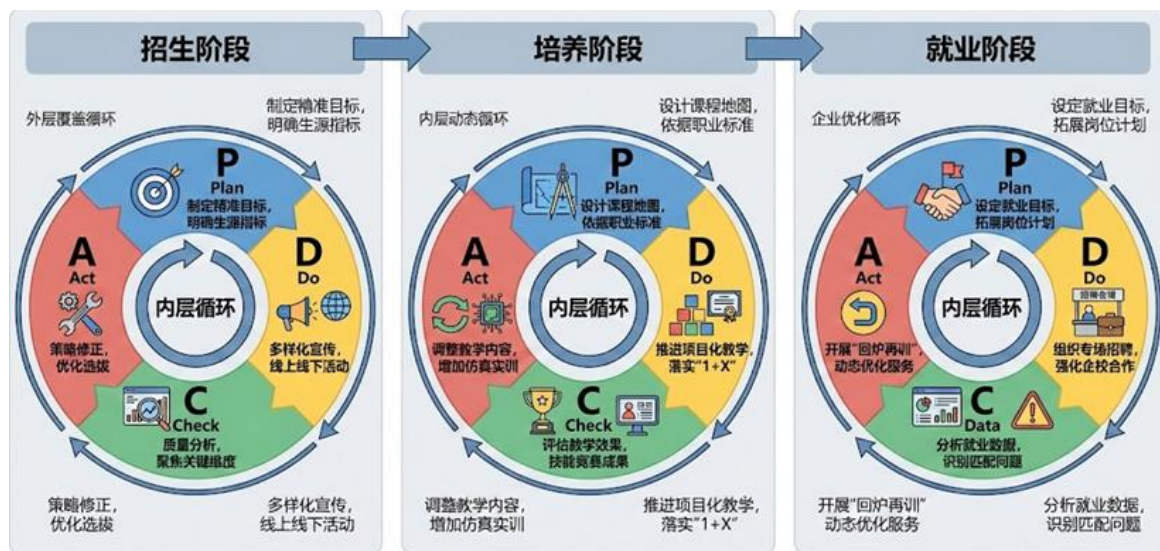 招生阶段
外层覆盖循环
制定精准目标，
明确生源指标
P
Plan
制定精准目标，
明确生源指标
A
Act
策略修正，
优化选拔
D
Do
多样化宣传，
线上线下活动
内层循环
C
Check
质量分析，
聚焦关键维度
策略修正，
优化选拔
多样化宣传，
线上线下活动
培养阶段
内层动态循环
设计课程地图，
依据职业标准
P
Plan
设计课程地图，
依据职业标准
A
Act
调整教学内容，
增加仿真实训
D
Do
推进项目化教学，
落实“1+X”
内层循环
C
Check
评估教学效果，
技能竞赛成果
调整教学内容，
增加仿真实训
推进项目化教学，
落实“1+X”
就业阶段
企业优化循环
设定就业目标，
拓展岗位计划
P
Plan
设定就业目标，
拓展岗位计划
A
Act
开展“回炉再训”，
动态优化服务
D
Do
组织专场招聘，
强化企校合作
内层循环
C
Data
分析就业数据，
识别匹配问题
开展“回炉再训”
动态优化服务
分析就业数据，
识别匹配问题